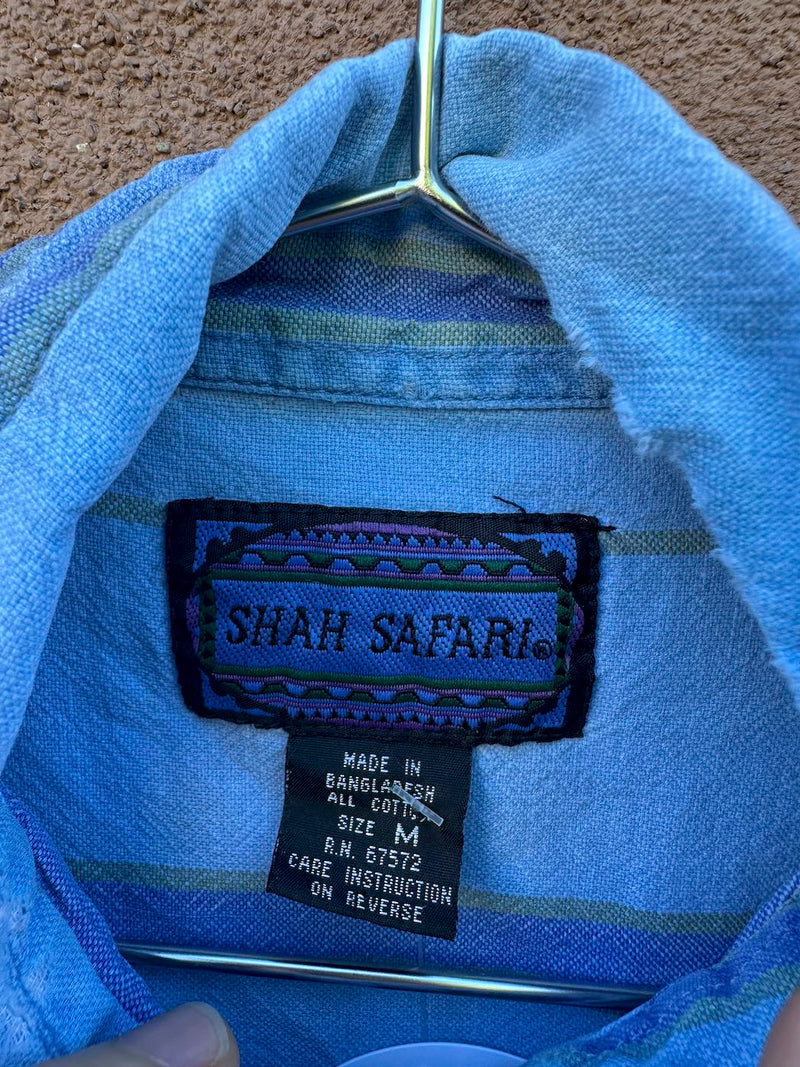 SHAH SAFARI®
MADE IN
BANGLADESH
ALL COTTON
SIZE M
R.N. 67572
CARE INSTRUCTION
ON REVERSE